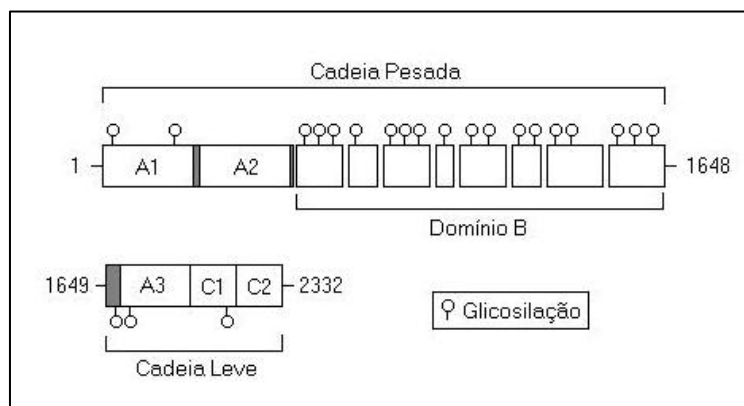 Cadeia Pesada
1
A1
A2
1648
Domínio B
1649
A3
C1
C2
2332
Glicosilação
Cadeia Leve